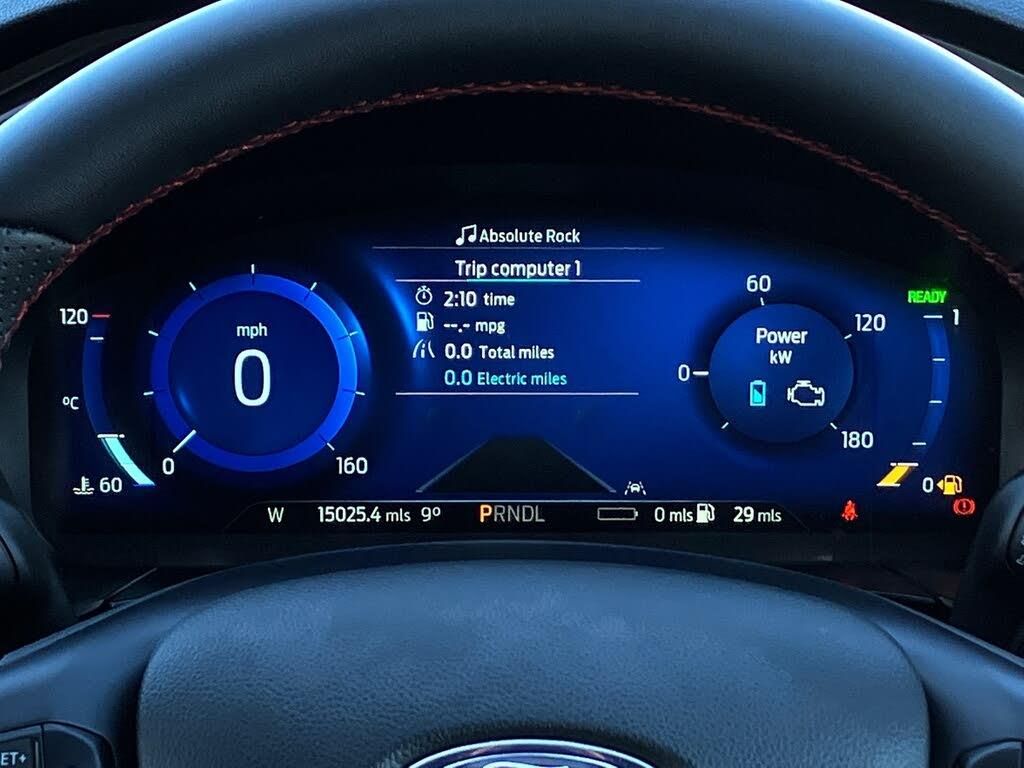 Absolute Rock
Trip computer 1
2:10 time
--.- mpg
0.0 Total miles
0.0 Electric miles
120
°C
60
mph
0
0
160
60
120
0
Power
kW
180
READY
1
0
W 15025.4 mls 9° PRNDL 0 mls 29 mls
ET+